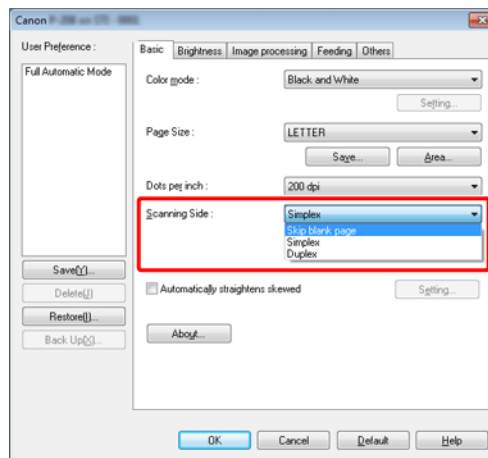 Canon
User Preference :
Full Automatic Mode
Save(Y)...
Delete(J)
Restore(I)...
Back Up(X)...
Basic Brightness Image processing Feeding Others
Color mode : Black and White
Setting...
Page Size : LETTER
Save... Area...
Dots per inch : 200 dpi
Scanning Side : Simplex
Skip blank page
Simplex
Duplex
Automatically straightens skewed Setting...
About...
OK Cancel Default Help